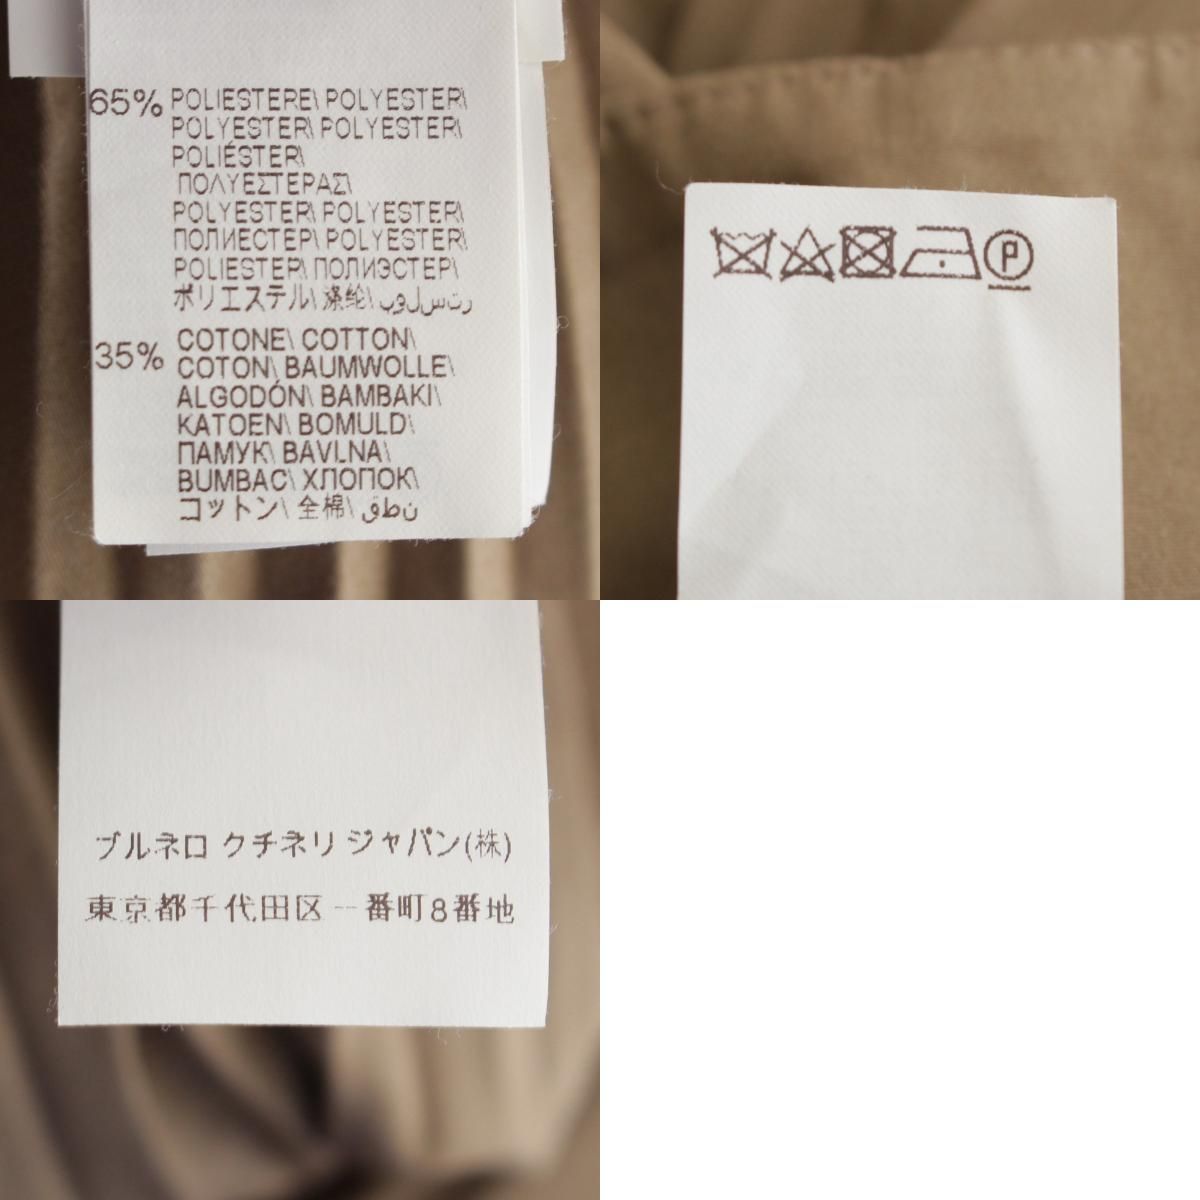 65% POLIESTERE\ POLYESTER\
POLYESTER\ POLYESTER\
POLIÉSTER\
ΠΟΛΥΕΣΤΕΡΑΣ\
POLYESTER\ POLYESTER\
ПОЛИЕСТЕР\ POLYESTER\
POLIESTER\ ПОЛИЭСТЕР\
ポリエステル\ 涤纶\ بولستر
35% COTONE\ COTTON\
COTON\ BAUMWOLLE\
ALGODÓN\ BAMBAKI\
KATOEN\ BOMULD\
ПАМУК\ BAVLNA\
BUMBAC\ ХЛОПОК\
コットン\ 全棉\ قطن
P
ブルネロ クチネリ ジャパン(株)
東京都千代田区一番町8番地